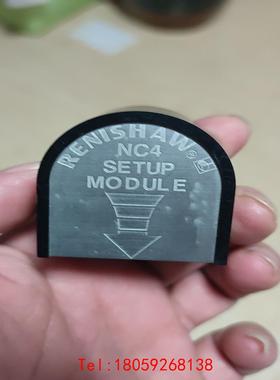 RENISHAW®
NC4
SETUP
MODULE
Tel:18059268138